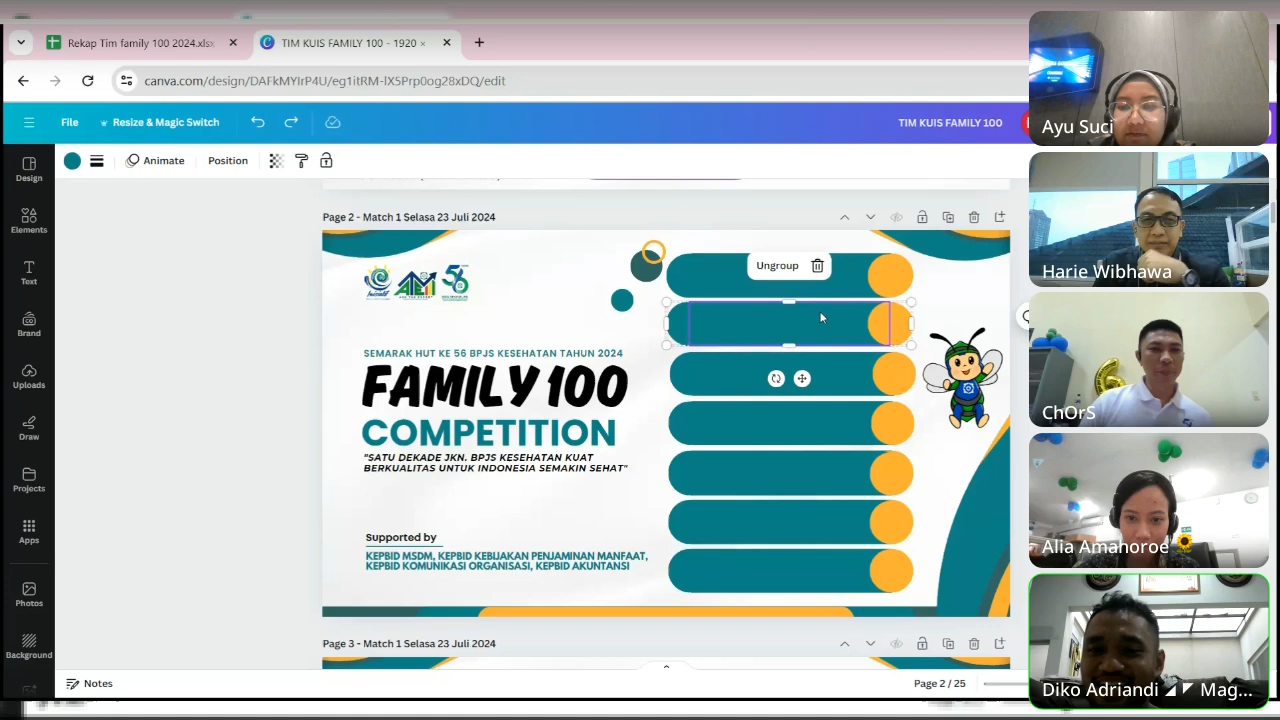 Rekap Tim family 100 2024.xlsx
TIM KUIS FAMILY 100 - 1920 ×
canva.com/design/DAFkMYIrP4U/eniTtRM-lX5Prp0og28xDQ/edit
File
Resize & Magic Switch
TIM KUIS FAMILY 100
Animate
Position
Design
Elements
Text
Brand
Uploads
Draw
Projects
Apps
Photos
Background
Page 2 - Match 1 Selasa 23 Juli 2024
Ungroup
56
SEMARAK HUT KE 56 BPJS KESEHATAN TAHUN 2024
FAMILY 100
COMPETITION
"SATU DEKADE JKN. BPJS KESEHATAN KUAT
BERKUALITAS UNTUK INDONESIA SEMAKIN SEHAT"
Supported by
KEPBID MSDM, KEPBID KEBIJAKAN PENJAMINAN MANFAAT,
KEPBID KOMUNIKASI ORGANISASI, KEPBID AKUNTANSI
Page 3 - Match 1 Selasa 23 Juli 2024
Notes
Page 2 / 25
Ayu Suci
Harie Wibhawa
ChOrS
Alia Amahoroe
Diko Adriandi ◢ ◤ Mag...